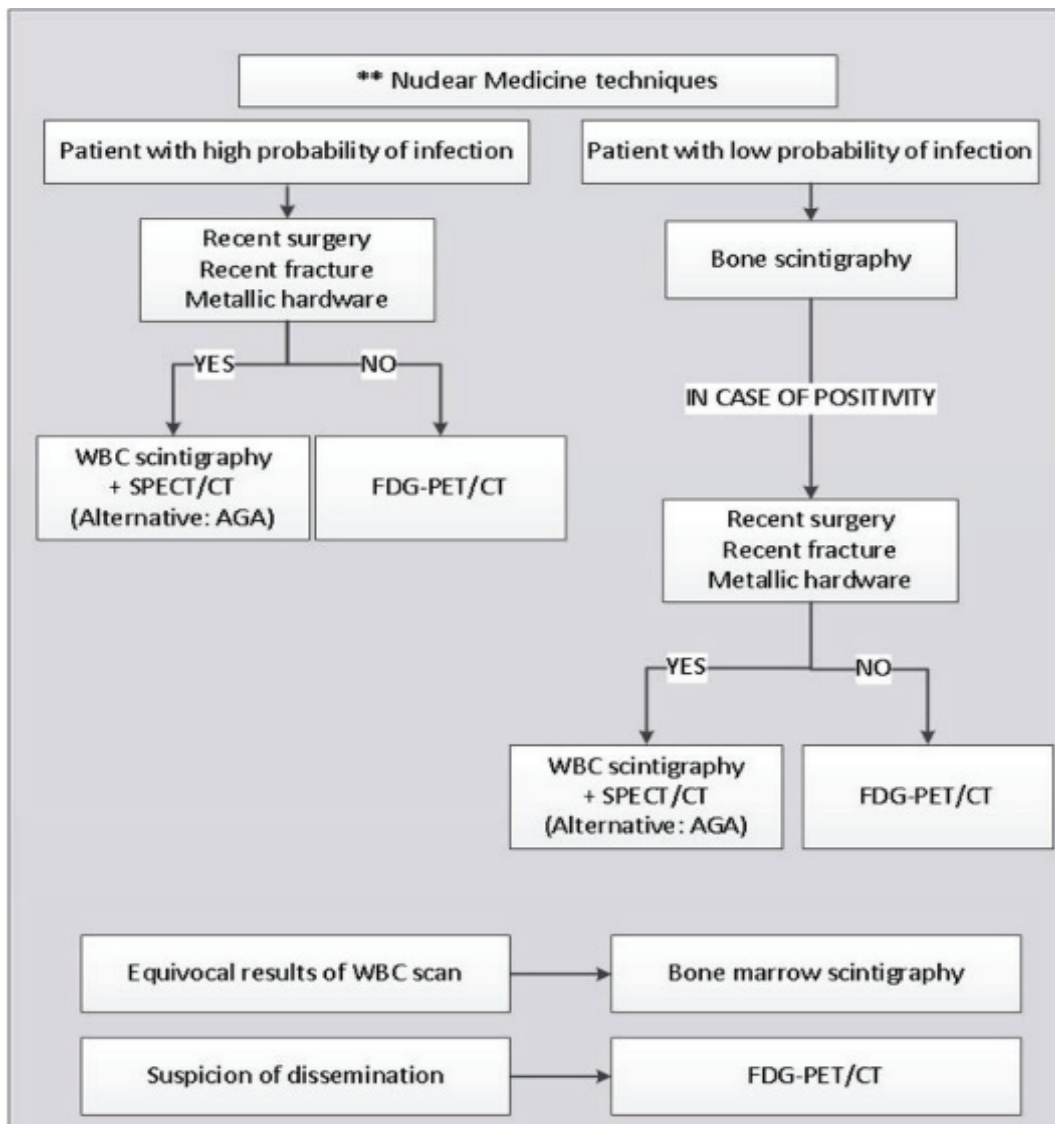 ** Nuclear Medicine techniques
Patient with high probability of infection
Patient with low probability of infection
Recent surgery
Recent fracture
Metallic hardware
Bone scintigraphy
YES
NO
IN CASE OF POSITIVITY
WBC scintigraphy
+ SPECT/CT
(Alternative: AGA)
FDG-PET/CT
Recent surgery
Recent fracture
Metallic hardware
YES
NO
WBC scintigraphy
+ SPECT/CT
(Alternative: AGA)
FDG-PET/CT
Equivocal results of WBC scan
Bone marrow scintigraphy
Suspicion of dissemination
FDG-PET/CT